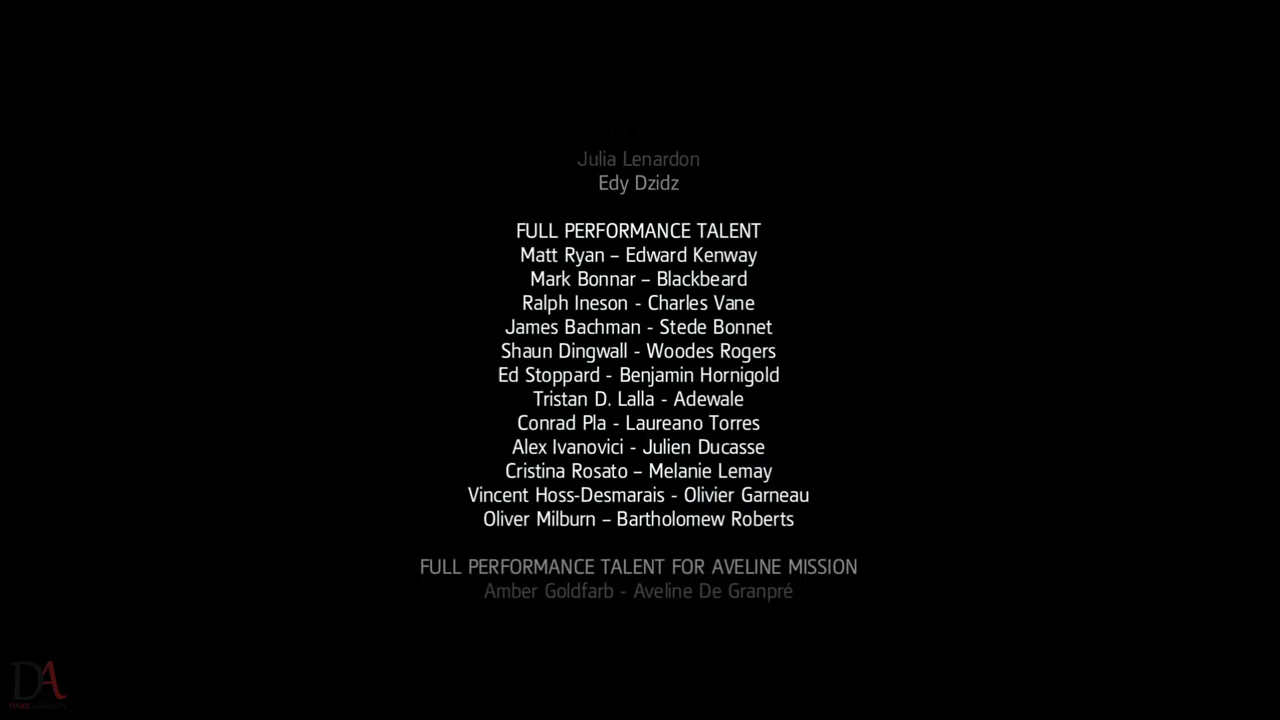 Julia Lenardon
Edy Dzidz
FULL PERFORMANCE TALENT
Matt Ryan – Edward Kenway
Mark Bonnar – Blackbeard
Ralph Ineson - Charles Vane
James Bachman - Stede Bonnet
Shaun Dingwall - Woodes Rogers
Ed Stoppard - Benjamin Hornigold
Tristan D. Lalla - Adewale
Conrad Pla - Laureano Torres
Alex Ivanovici - Julien Ducasse
Cristina Rosato – Melanie Lemay
Vincent Hoss-Desmarais - Olivier Garneau
Oliver Milburn – Bartholomew Roberts
FULL PERFORMANCE TALENT FOR AVELINE MISSION
Amber Goldfarb - Aveline De Granpré
DA